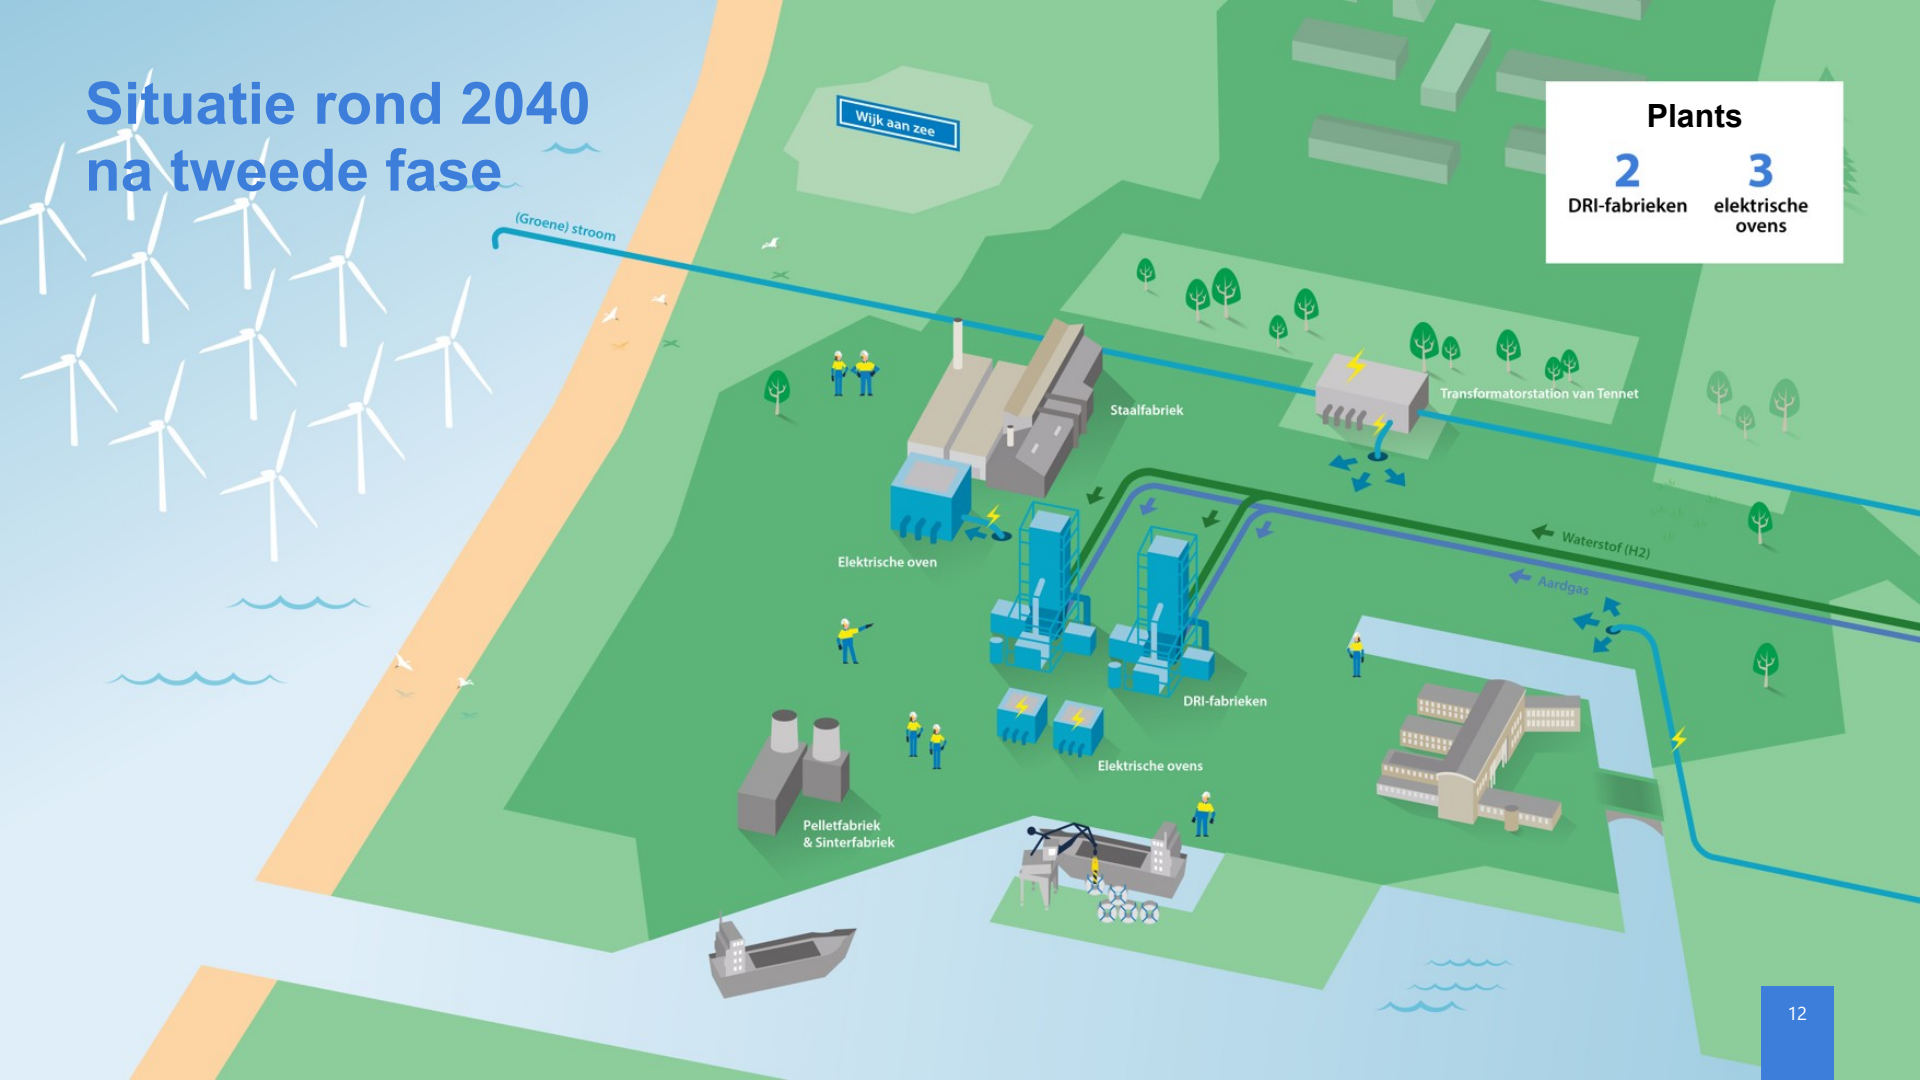 Situatie rond 2040
na tweede fase
Wijk aan zee
Plants
2 3
DRI-fabrieken elektrische
ovens
(Groene) stroom
Transformatorstation van Tennet
Staalfabriek
Waterstof (H2)
Elektrische oven
Aardgas
DRI-fabrieken
Elektrische ovens
Pelletfabriek
& Sinterfabriek
12